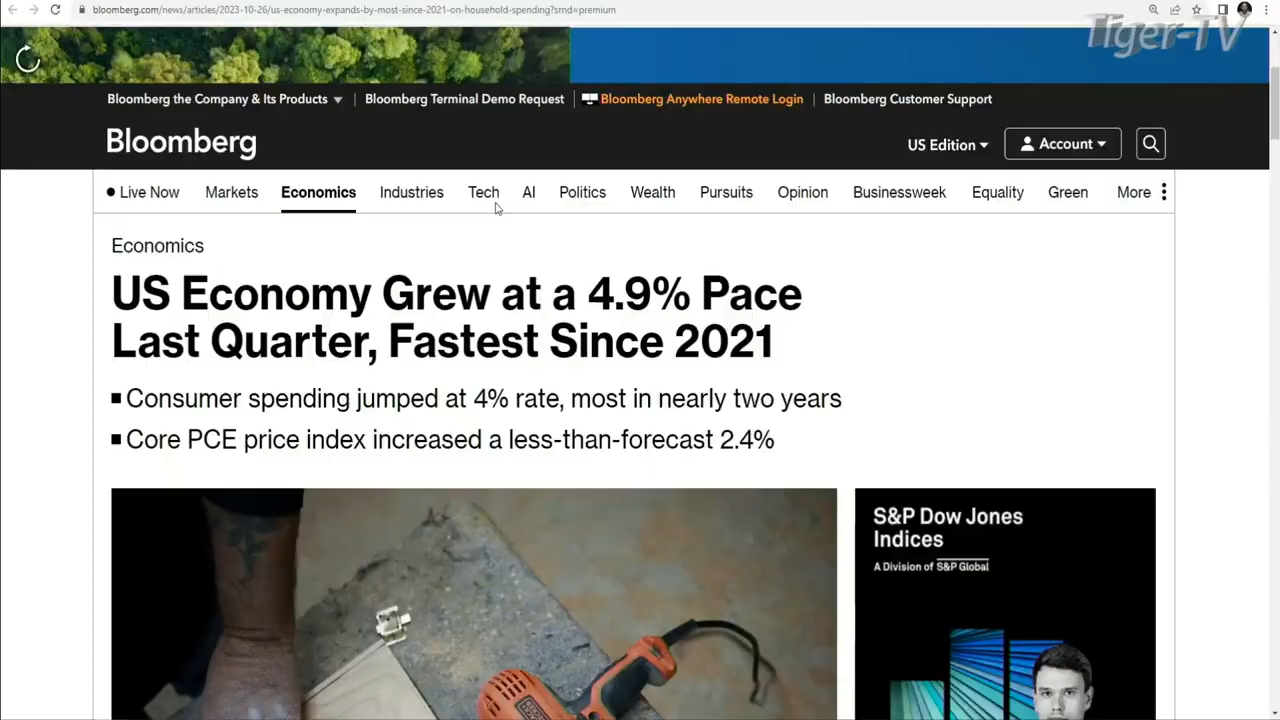 bloomberg.com/news/articles/2023-10-26/us-economy-expands-by-most-since-2021-on-household-spending?srnd=premium
Tiger-TV
Bloomberg the Company & Its Products | Bloomberg Terminal Demo Request | Bloomberg Anywhere Remote Login | Bloomberg Customer Support
Bloomberg US Edition Account
Live Now Markets Economics Industries Tech AI Politics Wealth Pursuits Opinion Businessweek Equality Green More
Economics
US Economy Grew at a 4.9% Pace
Last Quarter, Fastest Since 2021
Consumer spending jumped at 4% rate, most in nearly two years
Core PCE price index increased a less-than-forecast 2.4%
S&P Dow Jones
Indices
A Division of S&P Global